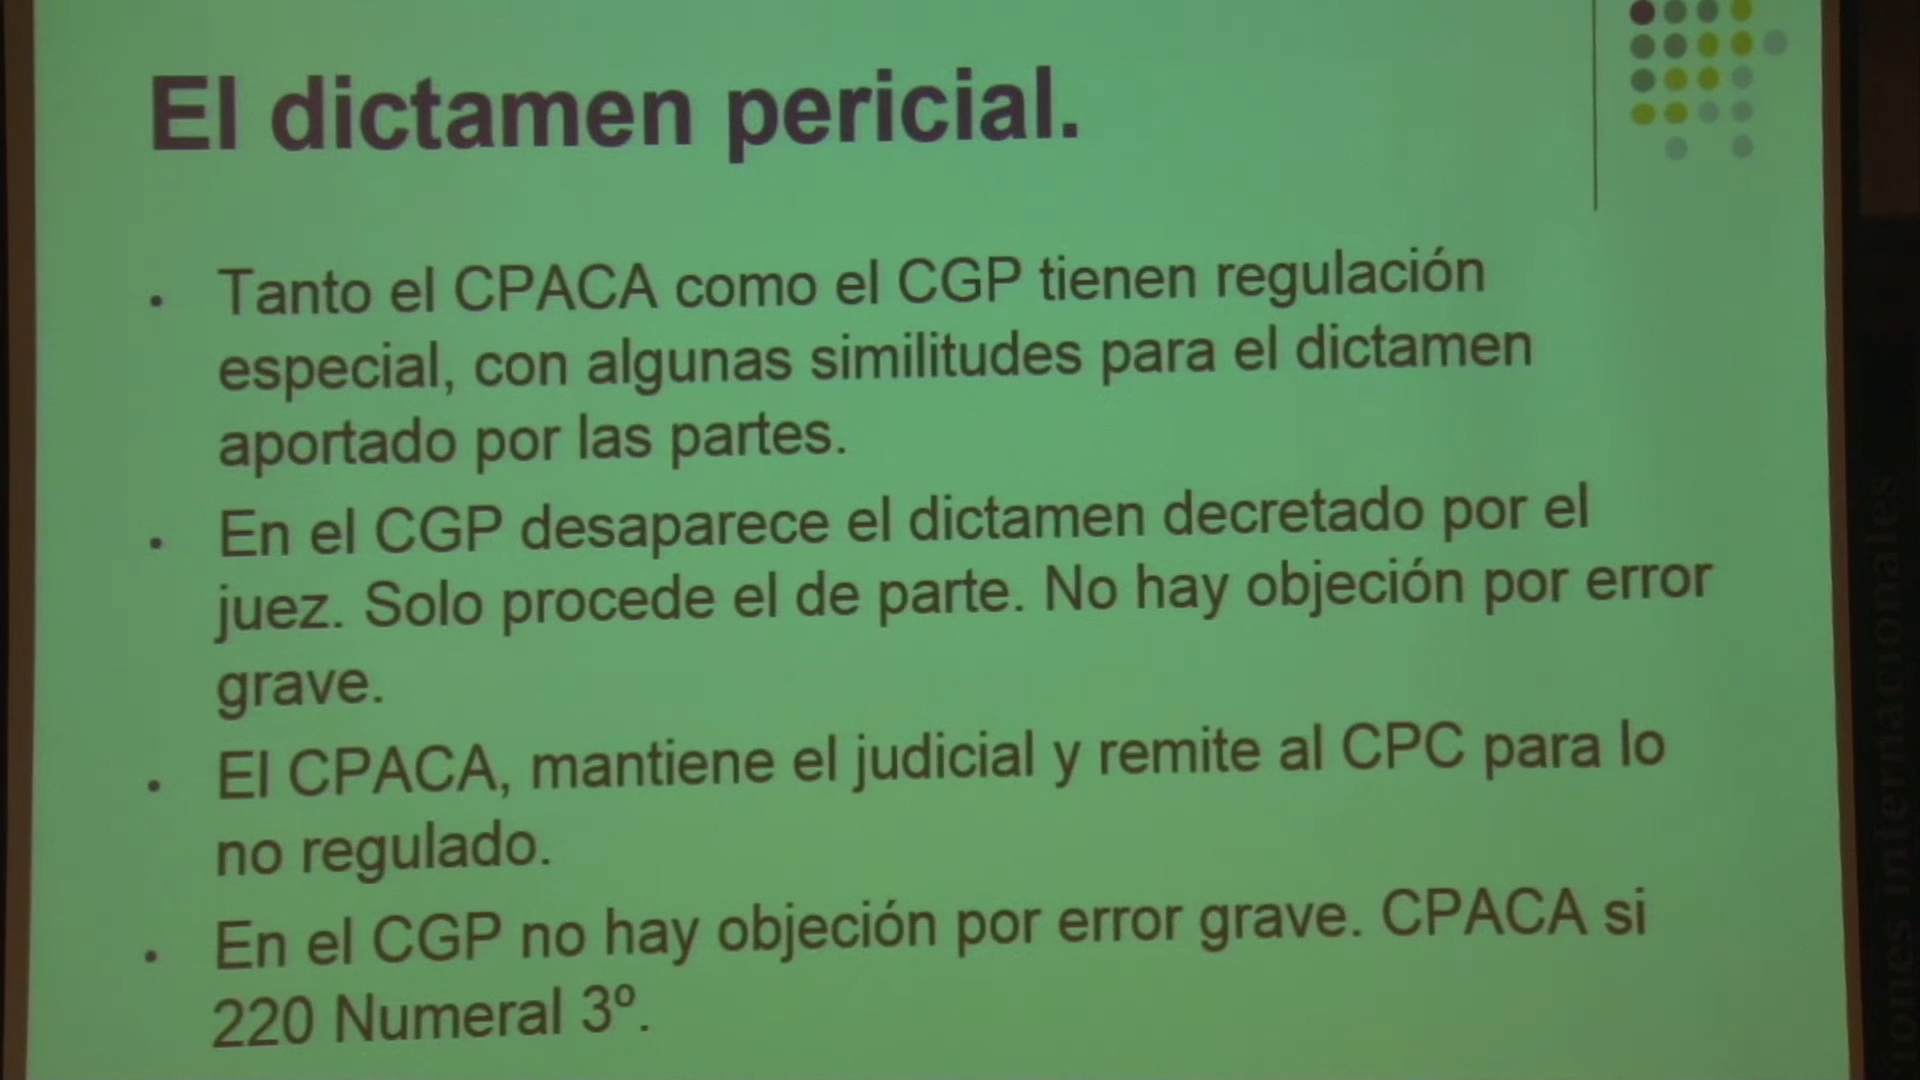 El dictamen pericial.
• Tanto el CPACA como el CGP tienen regulación
especial, con algunas similitudes para el dictamen
aportado por las partes.
• En el CGP desaparece el dictamen decretado por el
juez. Solo procede el de parte. No hay objeción por error
grave.
• El CPACA, mantiene el judicial y remite al CPC para lo
no regulado.
• En el CGP no hay objeción por error grave. CPACA si
220 Numeral 3º.
internacionales